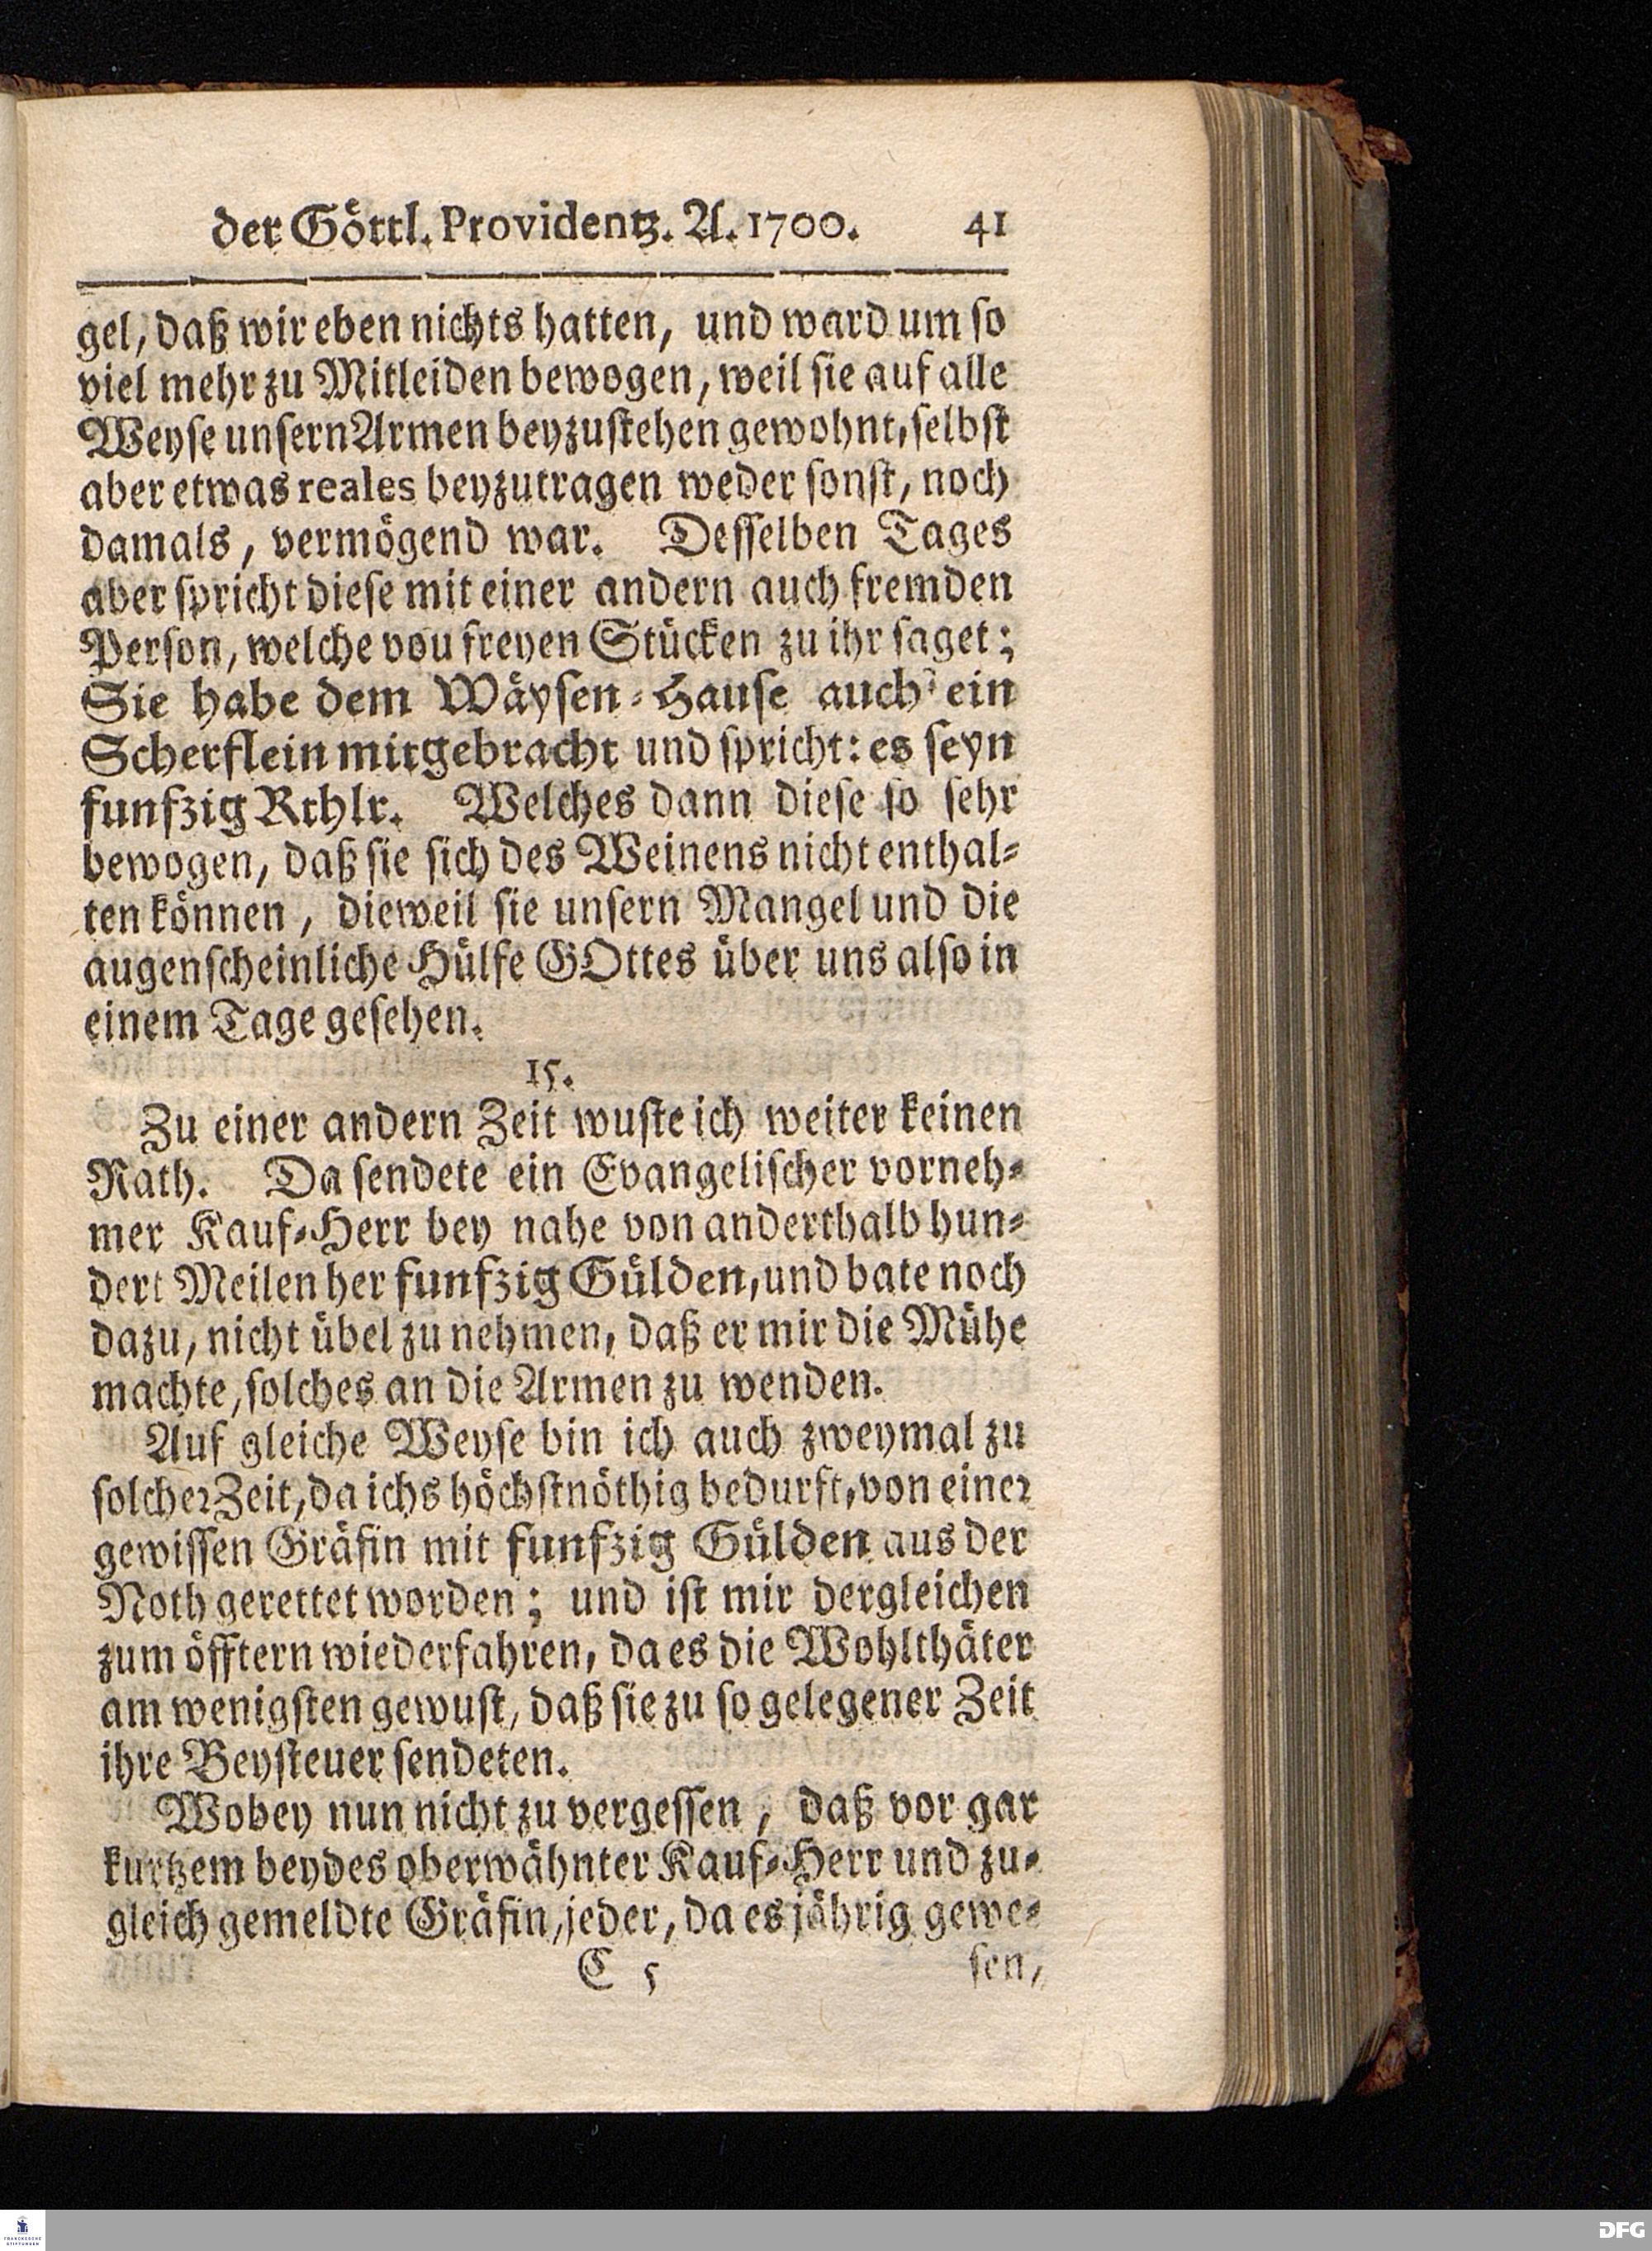 der Göttl. Providentz. A. 1700. 41
gel, daß wir eben nichts hatten, und ward um ſo
viel mehr zu Mitleiden bewogen, weil ſie auf alle
Weyſe unſern Armen beyzuſtehen gewohnt, ſelbſt
aber etwas reales beyzutragen weder ſonſt, noch
damals, vermögend war. Deſſelben Tages
aber ſpricht dieſe mit einer andern auch fremden
Perſon, welche vou freyen Stücken zu ihr ſaget;
Sie habe dem Wäyſen-Hauſe auch ein
Scherflein mitgebracht und ſpricht: es ſeyn
funfzig Rthlr. Welches dann dieſe ſo ſehr
bewogen, daß ſie ſich des Weinens nicht enthal-
ten können, dieweil ſie unſern Mangel und die
augenſcheinliche Hülfe GOttes über uns alſo in
einem Tage geſehen.
15.
Zu einer andern Zeit wuſte ich weiter keinen
Rath. Da ſendete ein Evangeliſcher vorneh-
mer Kauf-Herr bey nahe von anderthalb hun-
dert Meilen her funfzig Gülden, und bate noch
dazu, nicht übel zu nehmen, daß er mir die Mühe
machte, ſolches an die Armen zu wenden.
Auf gleiche Weyſe bin ich auch zweymal zu
ſolcher Zeit, da ichs höchſtnöthig bedurft, von einer
gewiſſen Gräfin mit funfzig Gülden aus der
Noth gerettet worden; und iſt mir dergleichen
zum öfftern wiederfahren, da es die Wohlthäter
am wenigſten gewuſt, daß ſie zu ſo gelegener Zeit
ihre Beyſteuer ſendeten.
Wobey nun nicht zu vergeſſen, daß vor gar
kurtzem beydes oberwähnter Kauf-Herr und zu-
gleich gemeldte Gräfin, jeder, da es jährig gewe-
C 5 ſen,
FRANCKESCHE
STIFTUNGEN
DFG